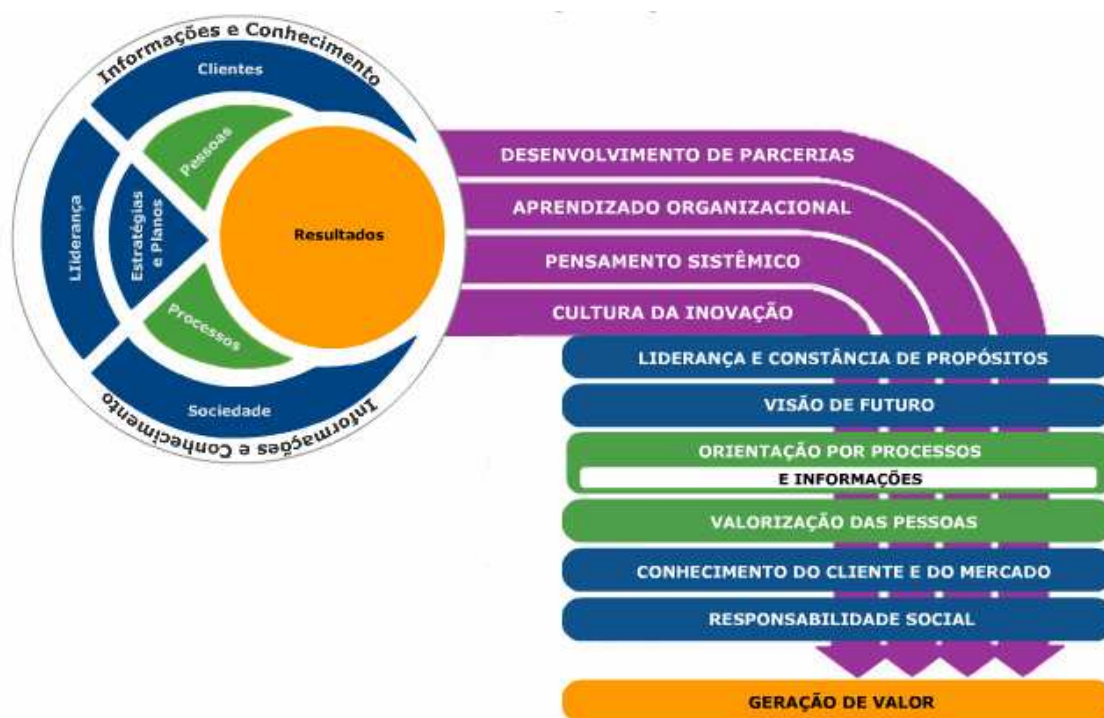 Informações e Conhecimento
Clientes
Pessoas
LIiderança
Estratégias
e Planos
Resultados
Processos
Sociedade
Informações e Conhecimento
DESENVOLVIMENTO DE PARCERIAS
APRENDIZADO ORGANIZACIONAL
PENSAMENTO SISTÊMICO
CULTURA DA INOVAÇÃO
LIDERANÇA E CONSTÂNCIA DE PROPÓSITOS
VISÃO DE FUTURO
ORIENTAÇÃO POR PROCESSOS
E INFORMAÇÕES
VALORIZAÇÃO DAS PESSOAS
CONHECIMENTO DO CLIENTE E DO MERCADO
RESPONSABILIDADE SOCIAL
GERAÇÃO DE VALOR